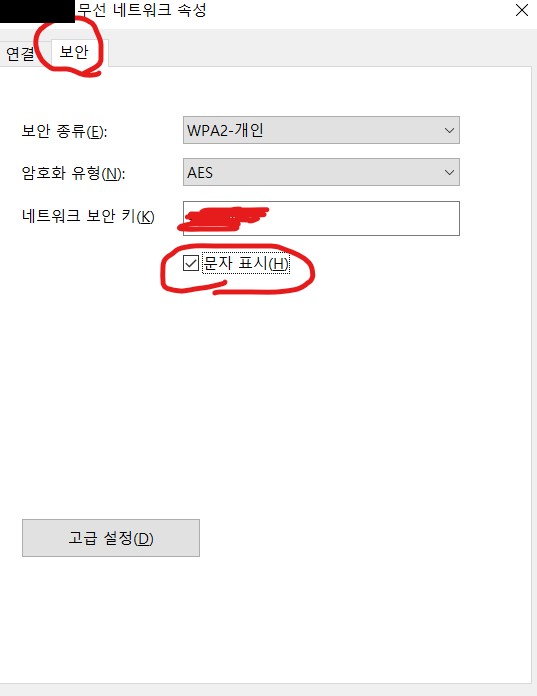 무선 네트워크 속성
연결 보안
보안 종류(E): WPA2-개인
암호화 유형(N): AES
네트워크 보안 키(K)
문자 표시(H)
고급 설정(D)